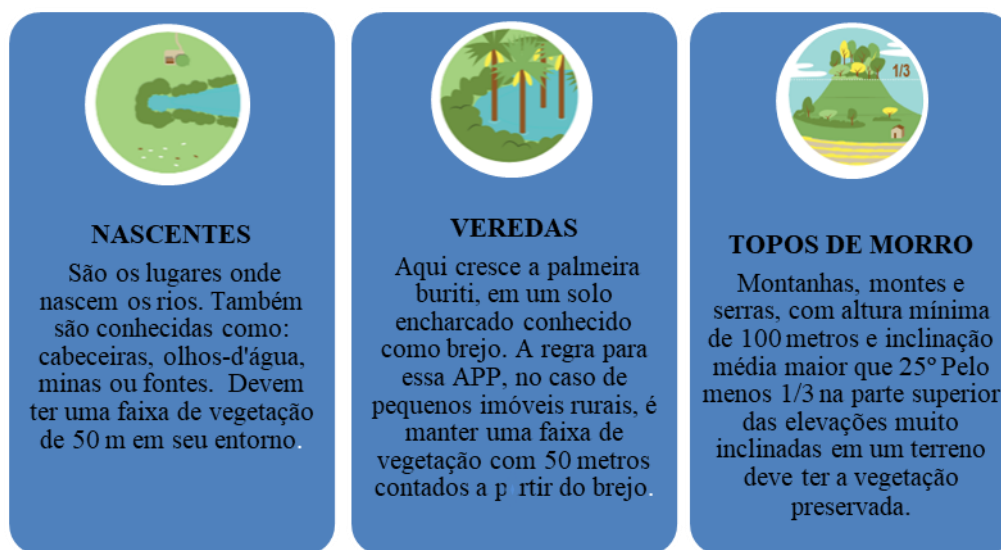 NASCENTES
São os lugares onde
nascem os rios. Também
são conhecidas como:
cabeceiras, olhos-d'água,
minas ou fontes. Devem
ter uma faixa de vegetação
de 50 m em seu entorno.
VEREDAS
Aqui cresce a palmeira
buriti, em um solo
encharcado conhecido
como brejo. A regra para
essa APP, no caso de
pequenos imóveis rurais, é
manter uma faixa de
vegetação com 50 metros
contados a partir do brejo.
1/3
TOPOS DE MORRO
Montanhas, montes e
serras, com altura mínima
de 100 metros e inclinação
média maior que 25º Pelo
menos 1/3 na parte superior
das elevações muito
inclinadas em um terreno
deve ter a vegetação
preservada.